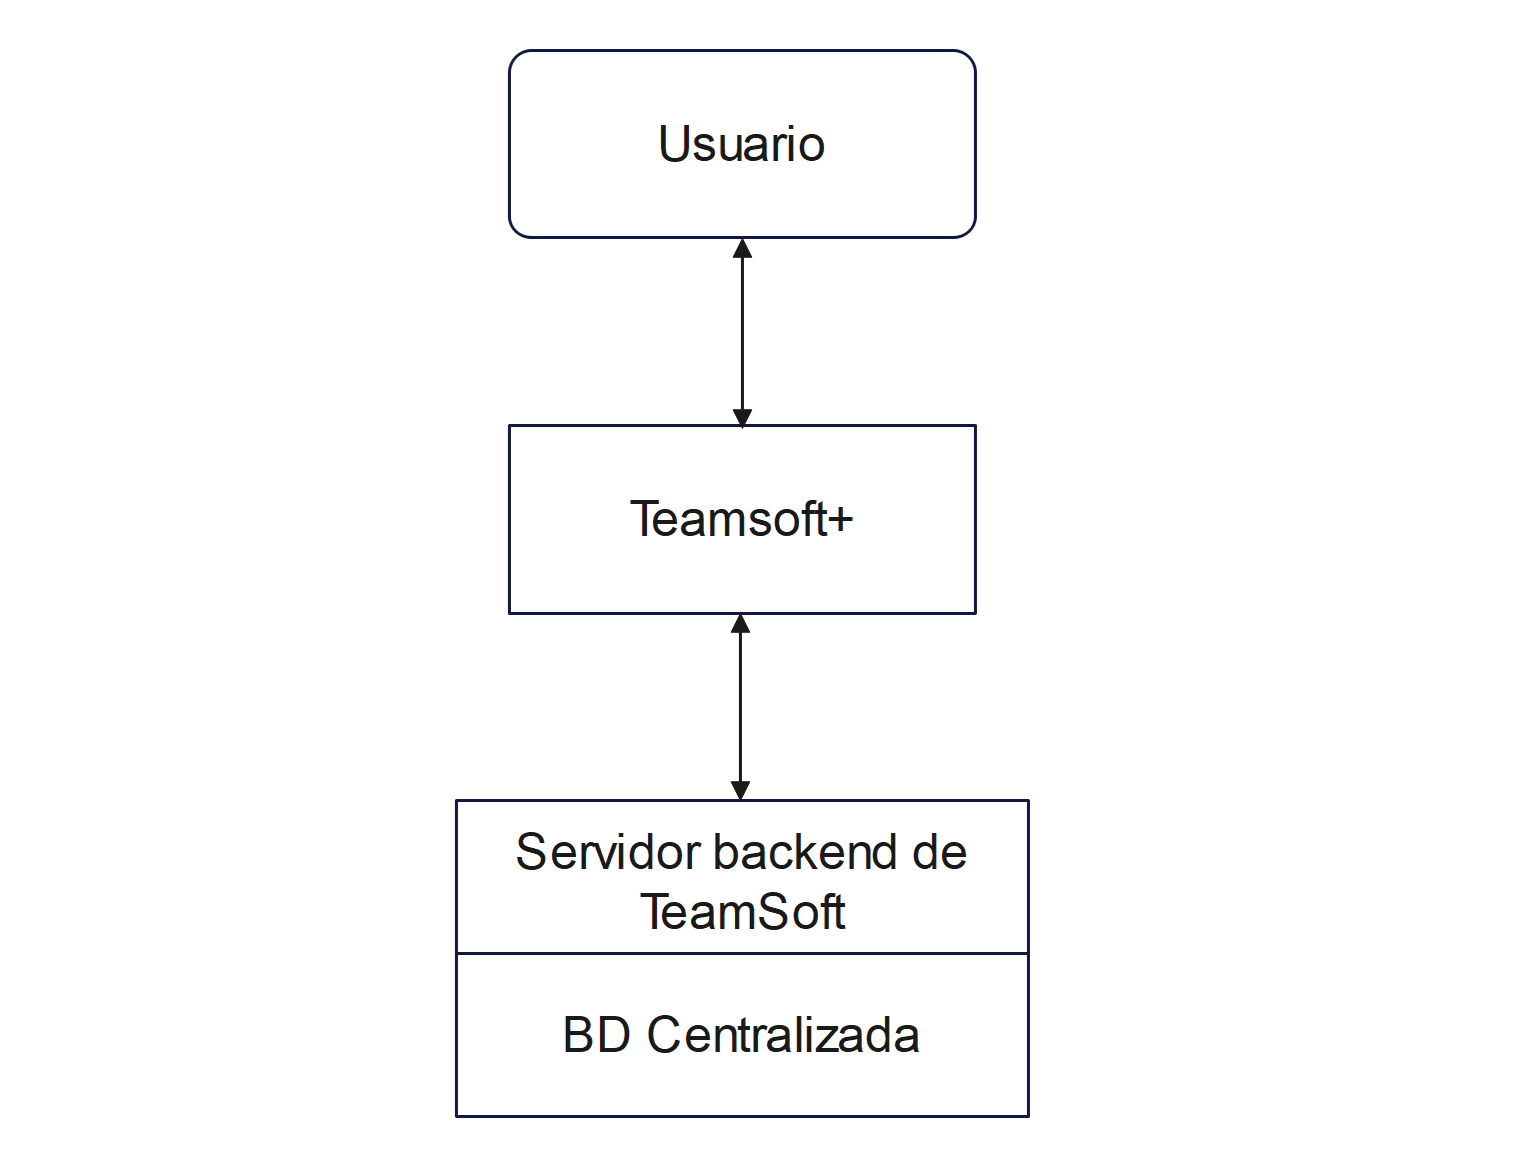 Usuario
Teamsoft+
Servidor backend de
TeamSoft
BD Centralizada